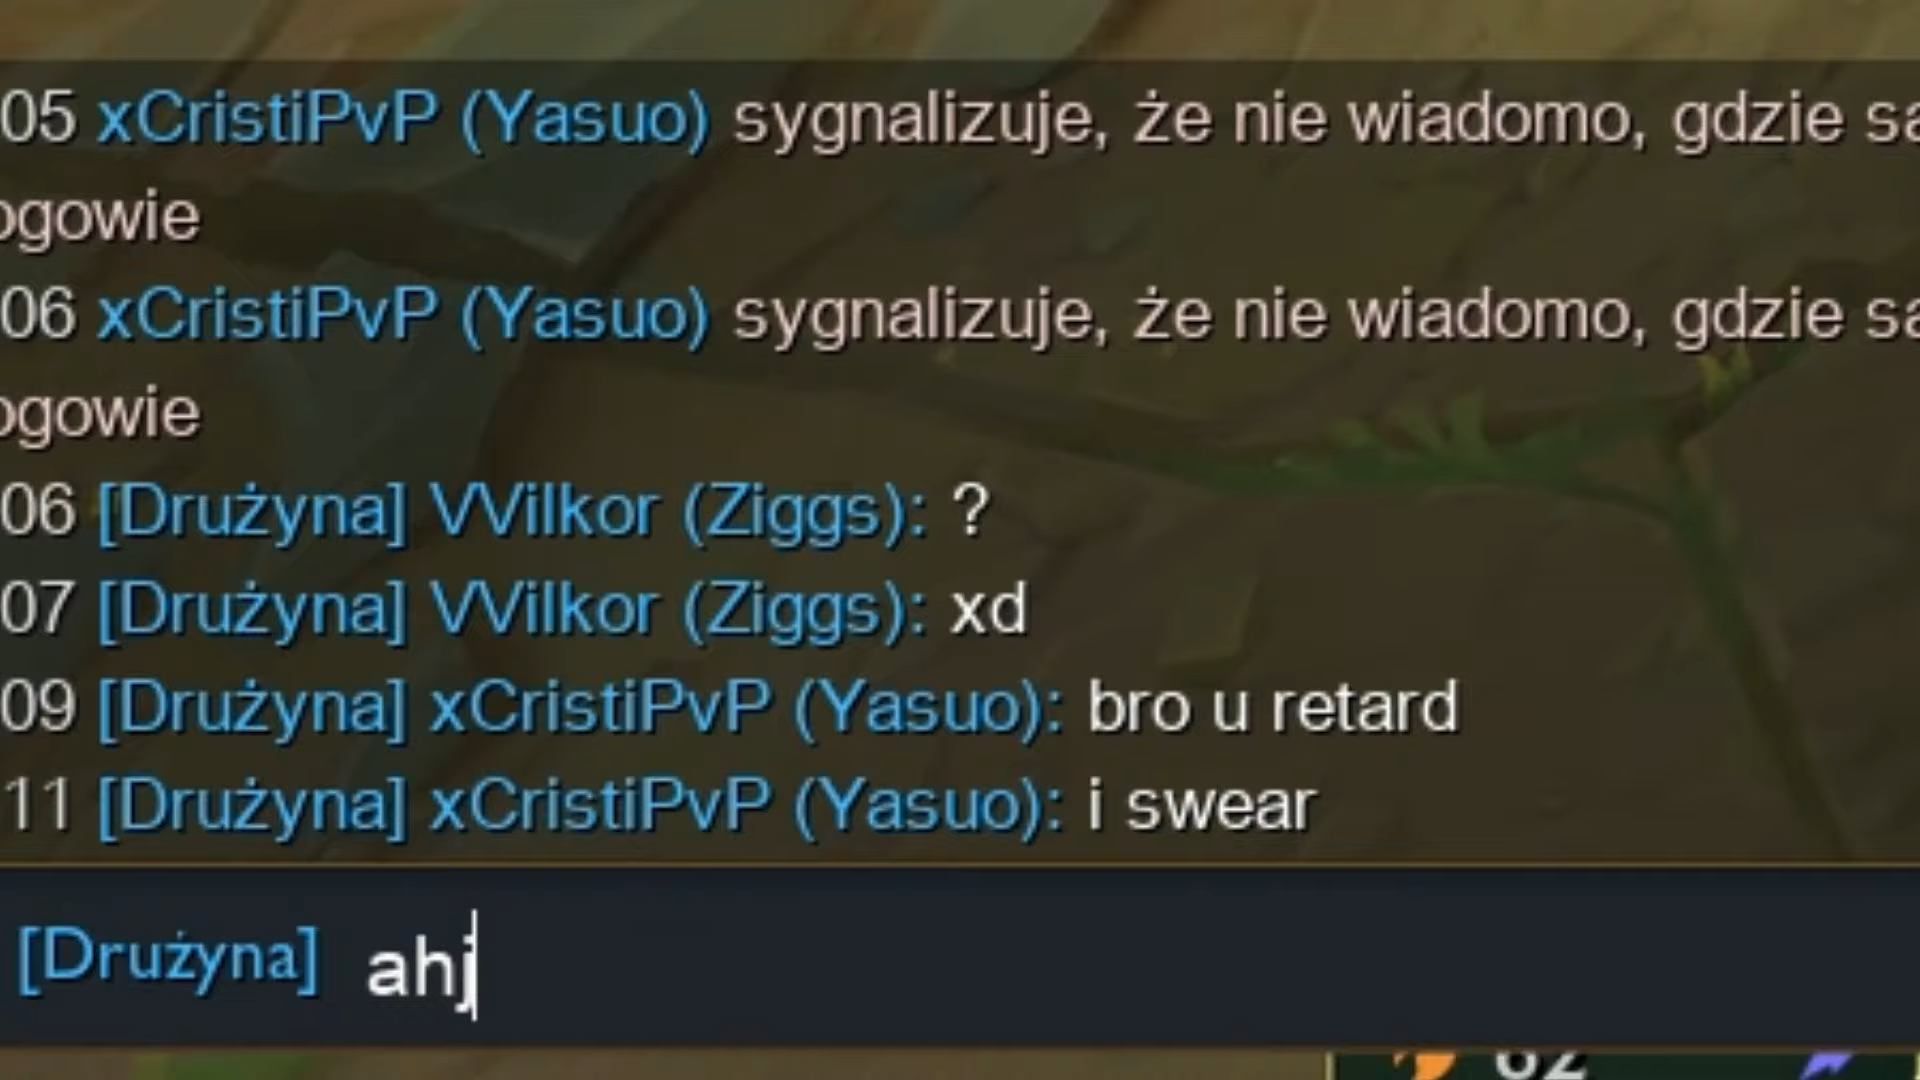 05 xCristiPvP (Yasuo) sygnalizuje, że nie wiadomo, gdzie są
ogowie
06 xCristiPvP (Yasuo) sygnalizuje, że nie wiadomo, gdzie są
ogowie
06 [Drużyna] VVilkor (Ziggs): ?
07 [Drużyna] VVilkor (Ziggs): xd
09 [Drużyna] xCristiPvP (Yasuo): bro u retard
11 [Drużyna] xCristiPvP (Yasuo): i swear
[Drużyna] ahj
62